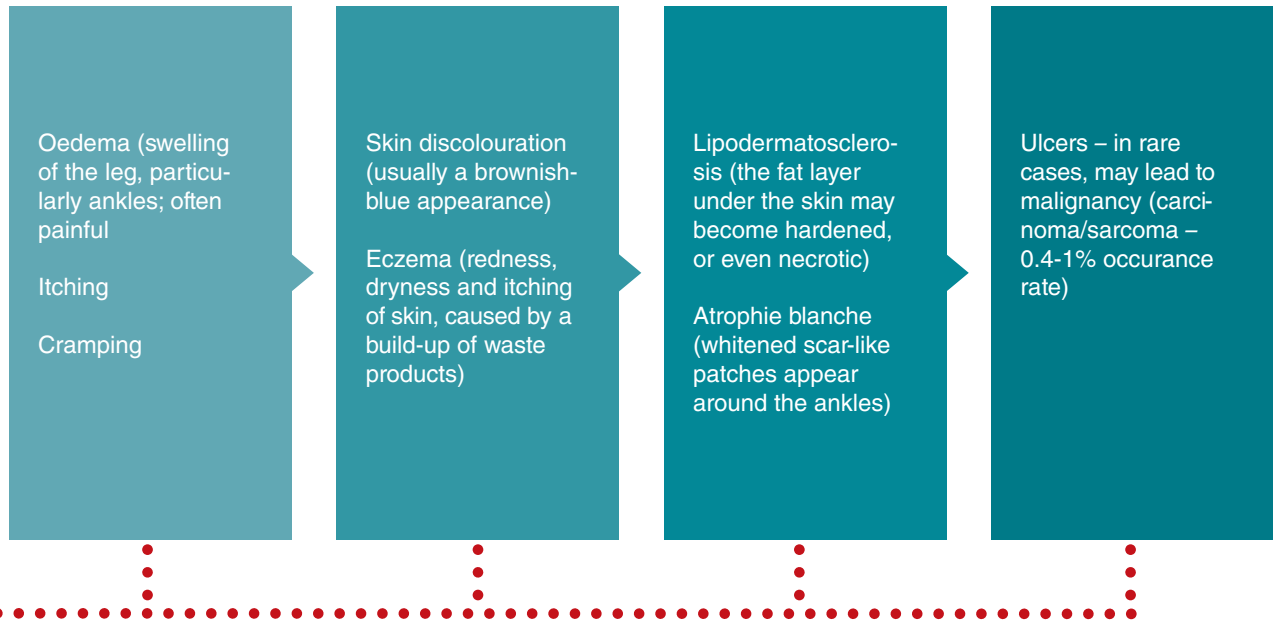 Oedema (swelling
of the leg, particu-
larly ankles; often
painful
Itching
Cramping
Skin discolouration
(usually a brownish-
blue appearance)
Eczema (redness,
dryness and itching
of skin, caused by a
build-up of waste
products)
Lipodermatosclero-
sis (the fat layer
under the skin may
become hardened,
or even necrotic)
Atrophie blanche
(whitened scar-like
patches appear
around the ankles)
Ulcers – in rare
cases, may lead to
malignancy (carci-
noma/sarcoma –
0.4-1% occurance
rate)